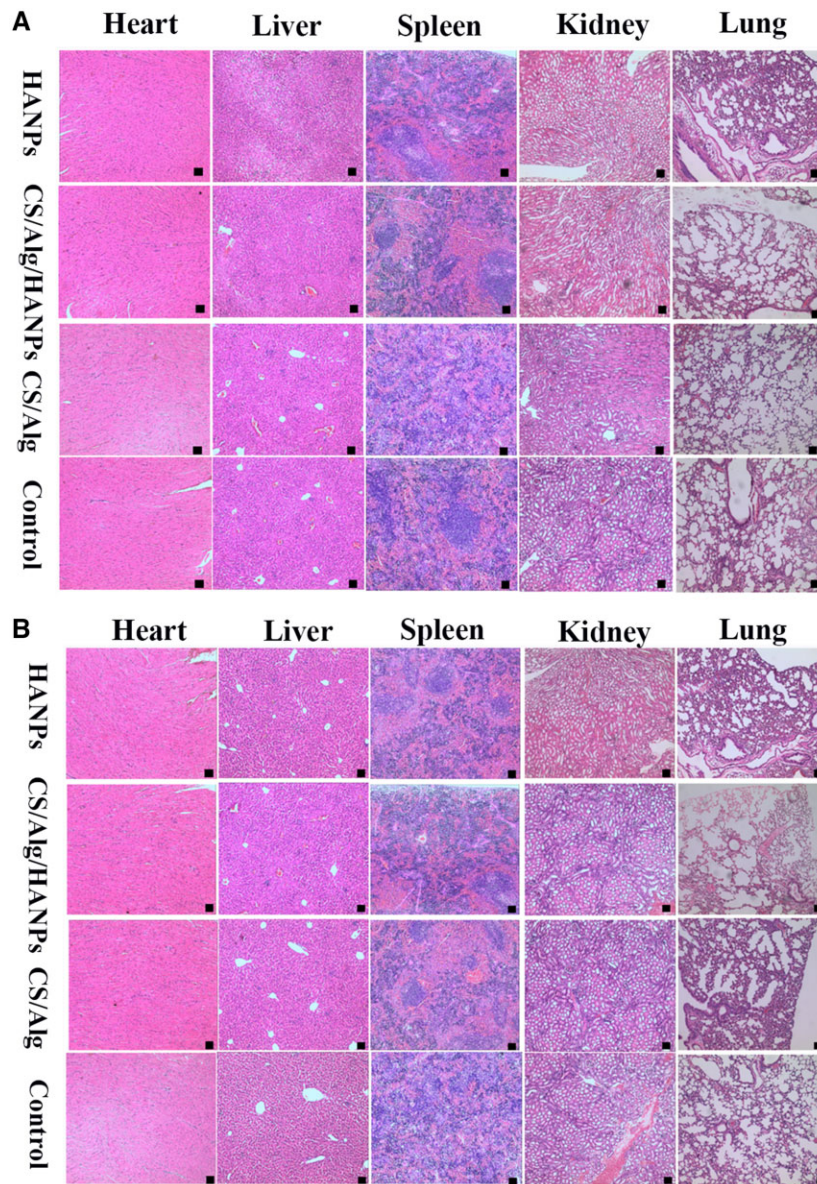 A
Heart Liver Spleen Kidney Lung
HANPs
CS/Alg/HANPs
CS/Alg
Control
B
Heart Liver Spleen Kidney Lung
HANPs
CS/Alg/HANPs
CS/Alg
Control